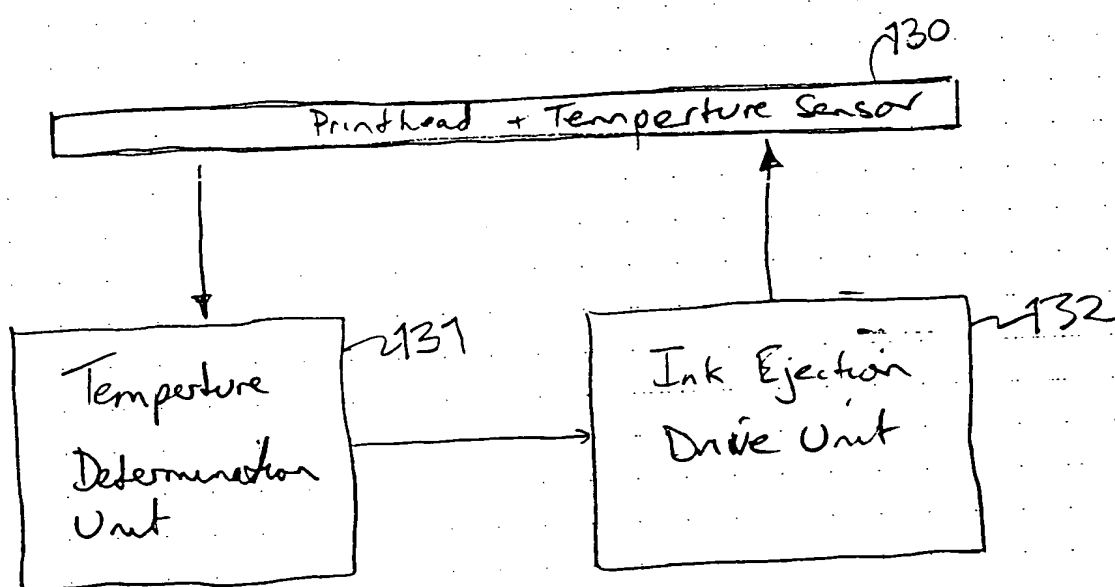 130
Printhead + Temperture Sensor
131
132
Temperture
Determination
Unit
Ink Ejection
Drive Unit